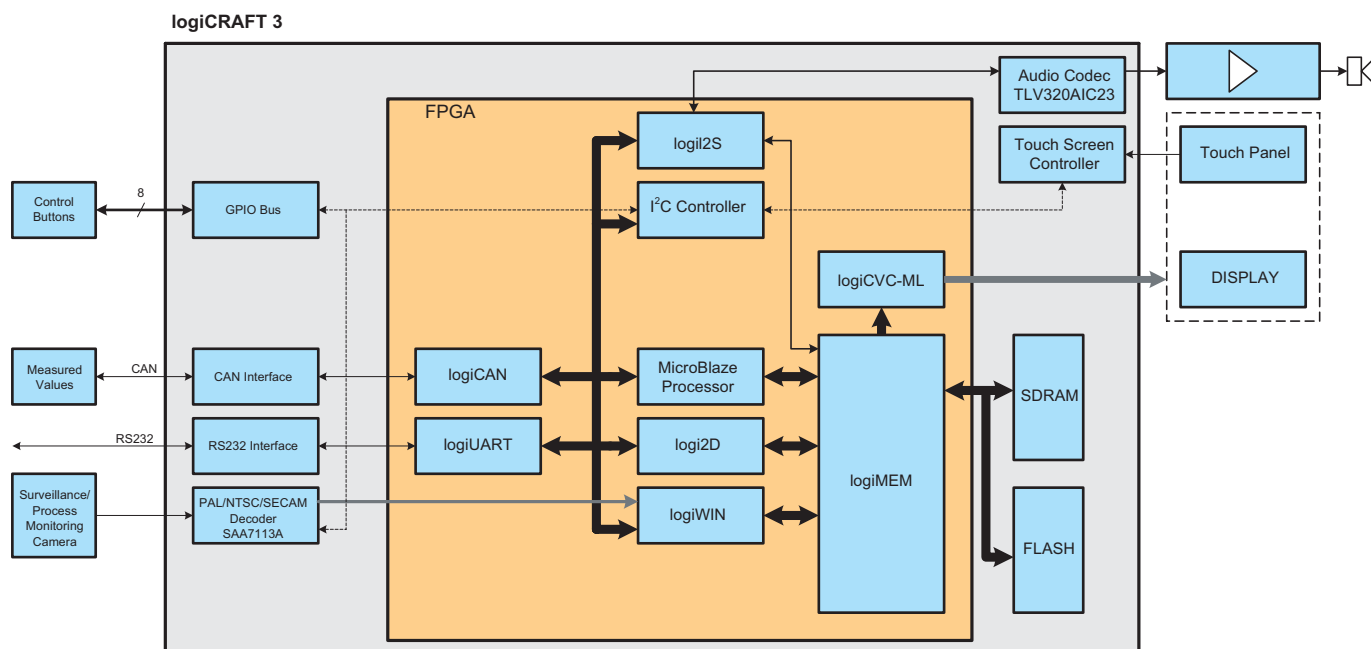 logiCRAFT 3
FPGA
Audio Codec
TLV320AIC23
logiI2S
Touch Screen
Controller
Touch Panel
Control
Buttons
8
GPIO Bus
I²C Controller
logiCVC-ML
DISPLAY
Measured
Values
CAN
CAN Interface
logiCAN
MicroBlaze
Processor
SDRAM
RS232
RS232 Interface
logiUART
logi2D
logiMEM
Surveillance/
Process
Monitoring
Camera
PAL/NTSC/SECAM
Decoder
SAA7113A
logiWIN
FLASH